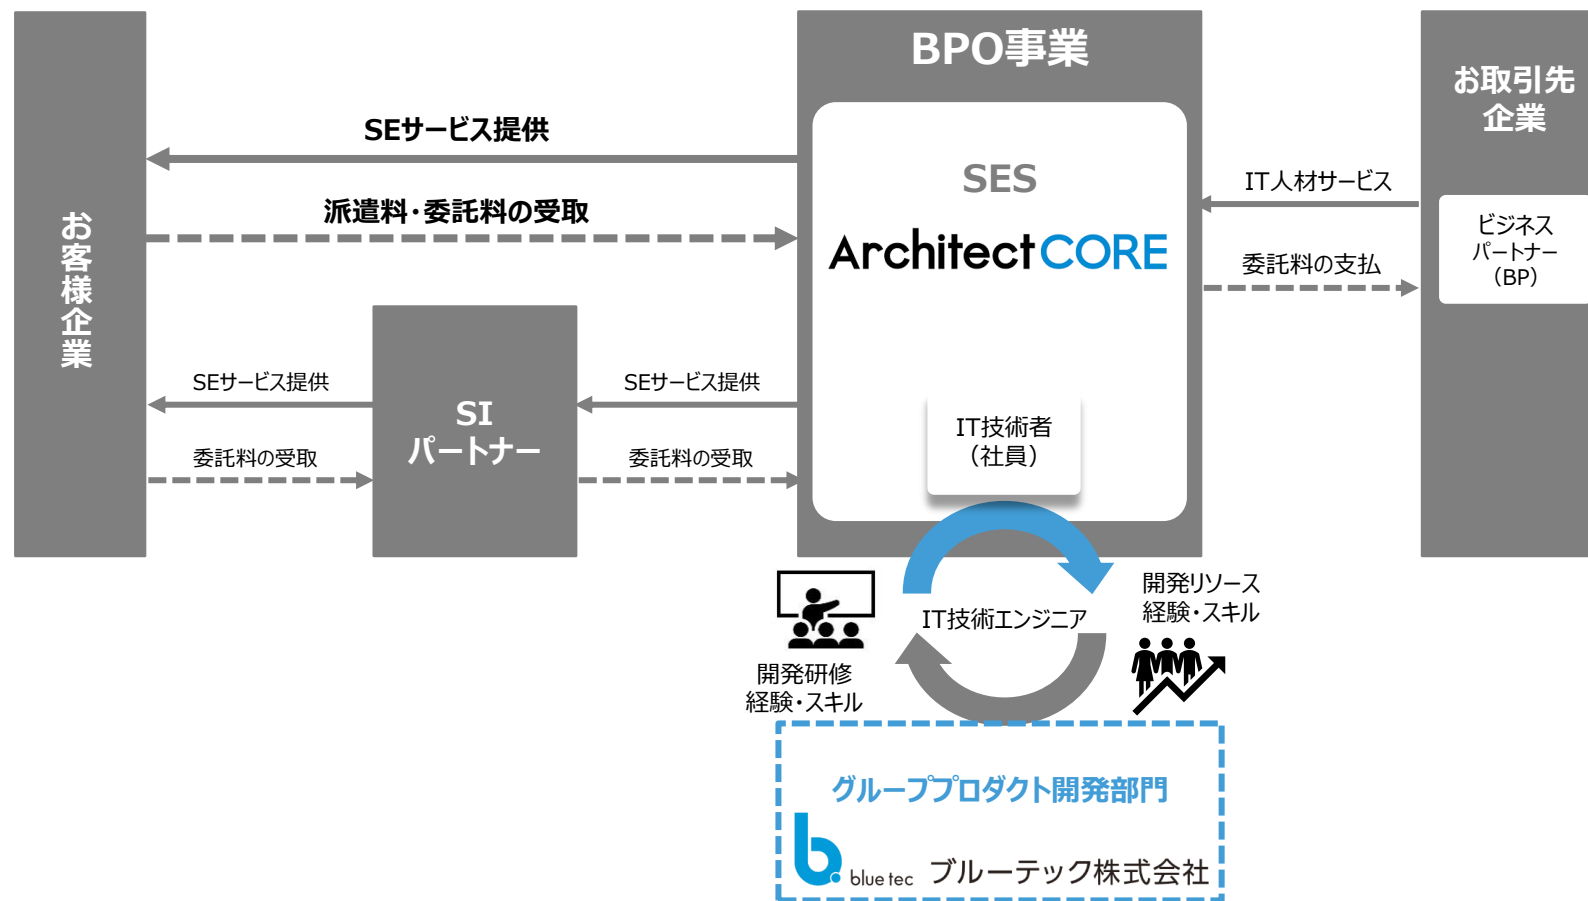 BPO事業
お取引先
企業
SEサービス提供
SES
IT人材サービス
派遣料・委託料の受取
お客様企業
Architect CORE
ビジネス
パートナー
（BP）
委託料の支払
SEサービス提供
SEサービス提供
SI
パートナー
IT技術者
（社員）
委託料の受取
委託料の受取
開発リソース
経験・スキル
IT技術エンジニア
開発研修
経験・スキル
グループプロダクト開発部門
b.
blue tec
ブルーテック株式会社